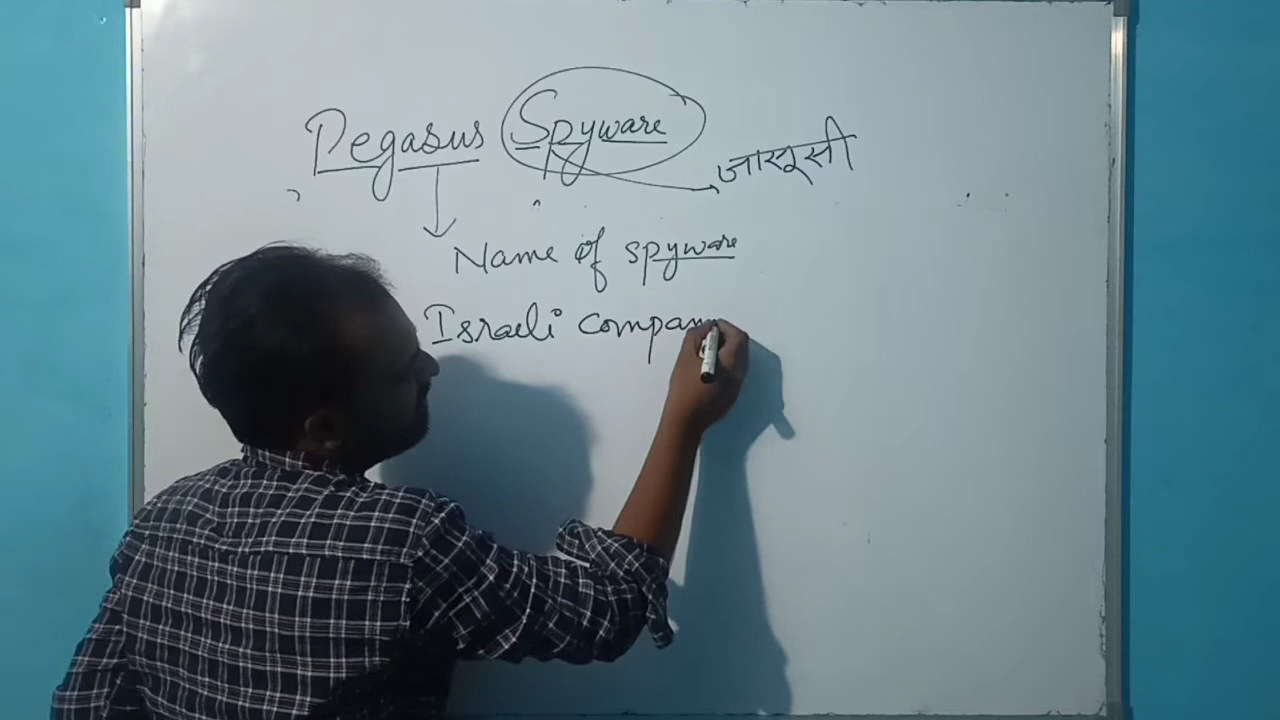 Pegasus Spyware
जासूसी
Name of spyware
Israeli compan